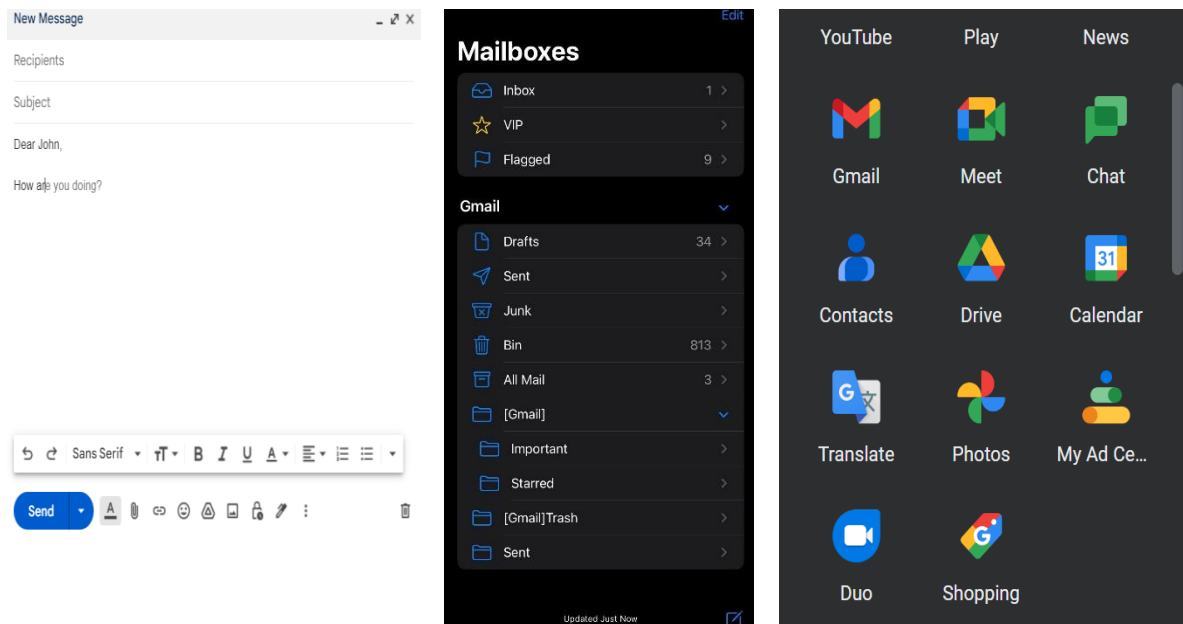 New Message
Recipients
Subject
Dear John,
How are you doing?
Sans Serif
B I U A
Send
A
Edit
Mailboxes
Inbox 1
VIP
Flagged 9
Gmail
Drafts 34
Sent
Junk
Bin 813
All Mail 3
[Gmail]
Important
Starred
[Gmail]Trash
Sent
Updated Just Now
YouTube Play News
Gmail Meet Chat
31
Contacts Drive Calendar
G 文
Translate Photos My Ad Ce...
G
Duo Shopping